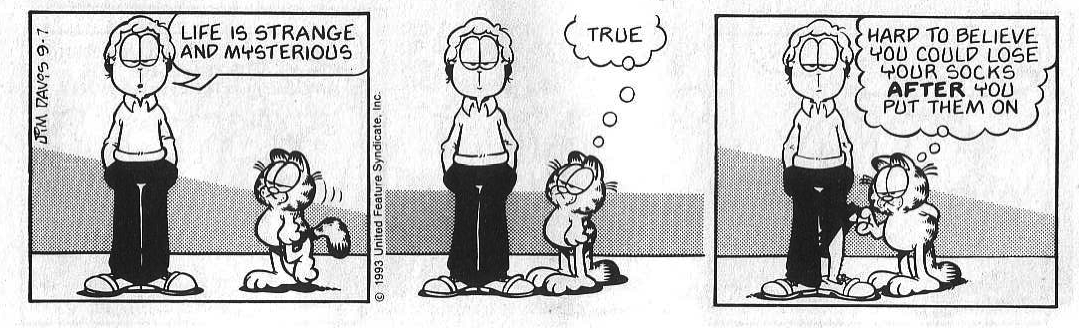 JIM DAVIS 9-7
LIFE IS STRANGE
AND MYSTERIOUS
© 1993 United Feature Syndicate, Inc.
TRUE
HARD TO BELIEVE
YOU COULD LOSE
YOUR SOCKS
AFTER YOU
PUT THEM ON